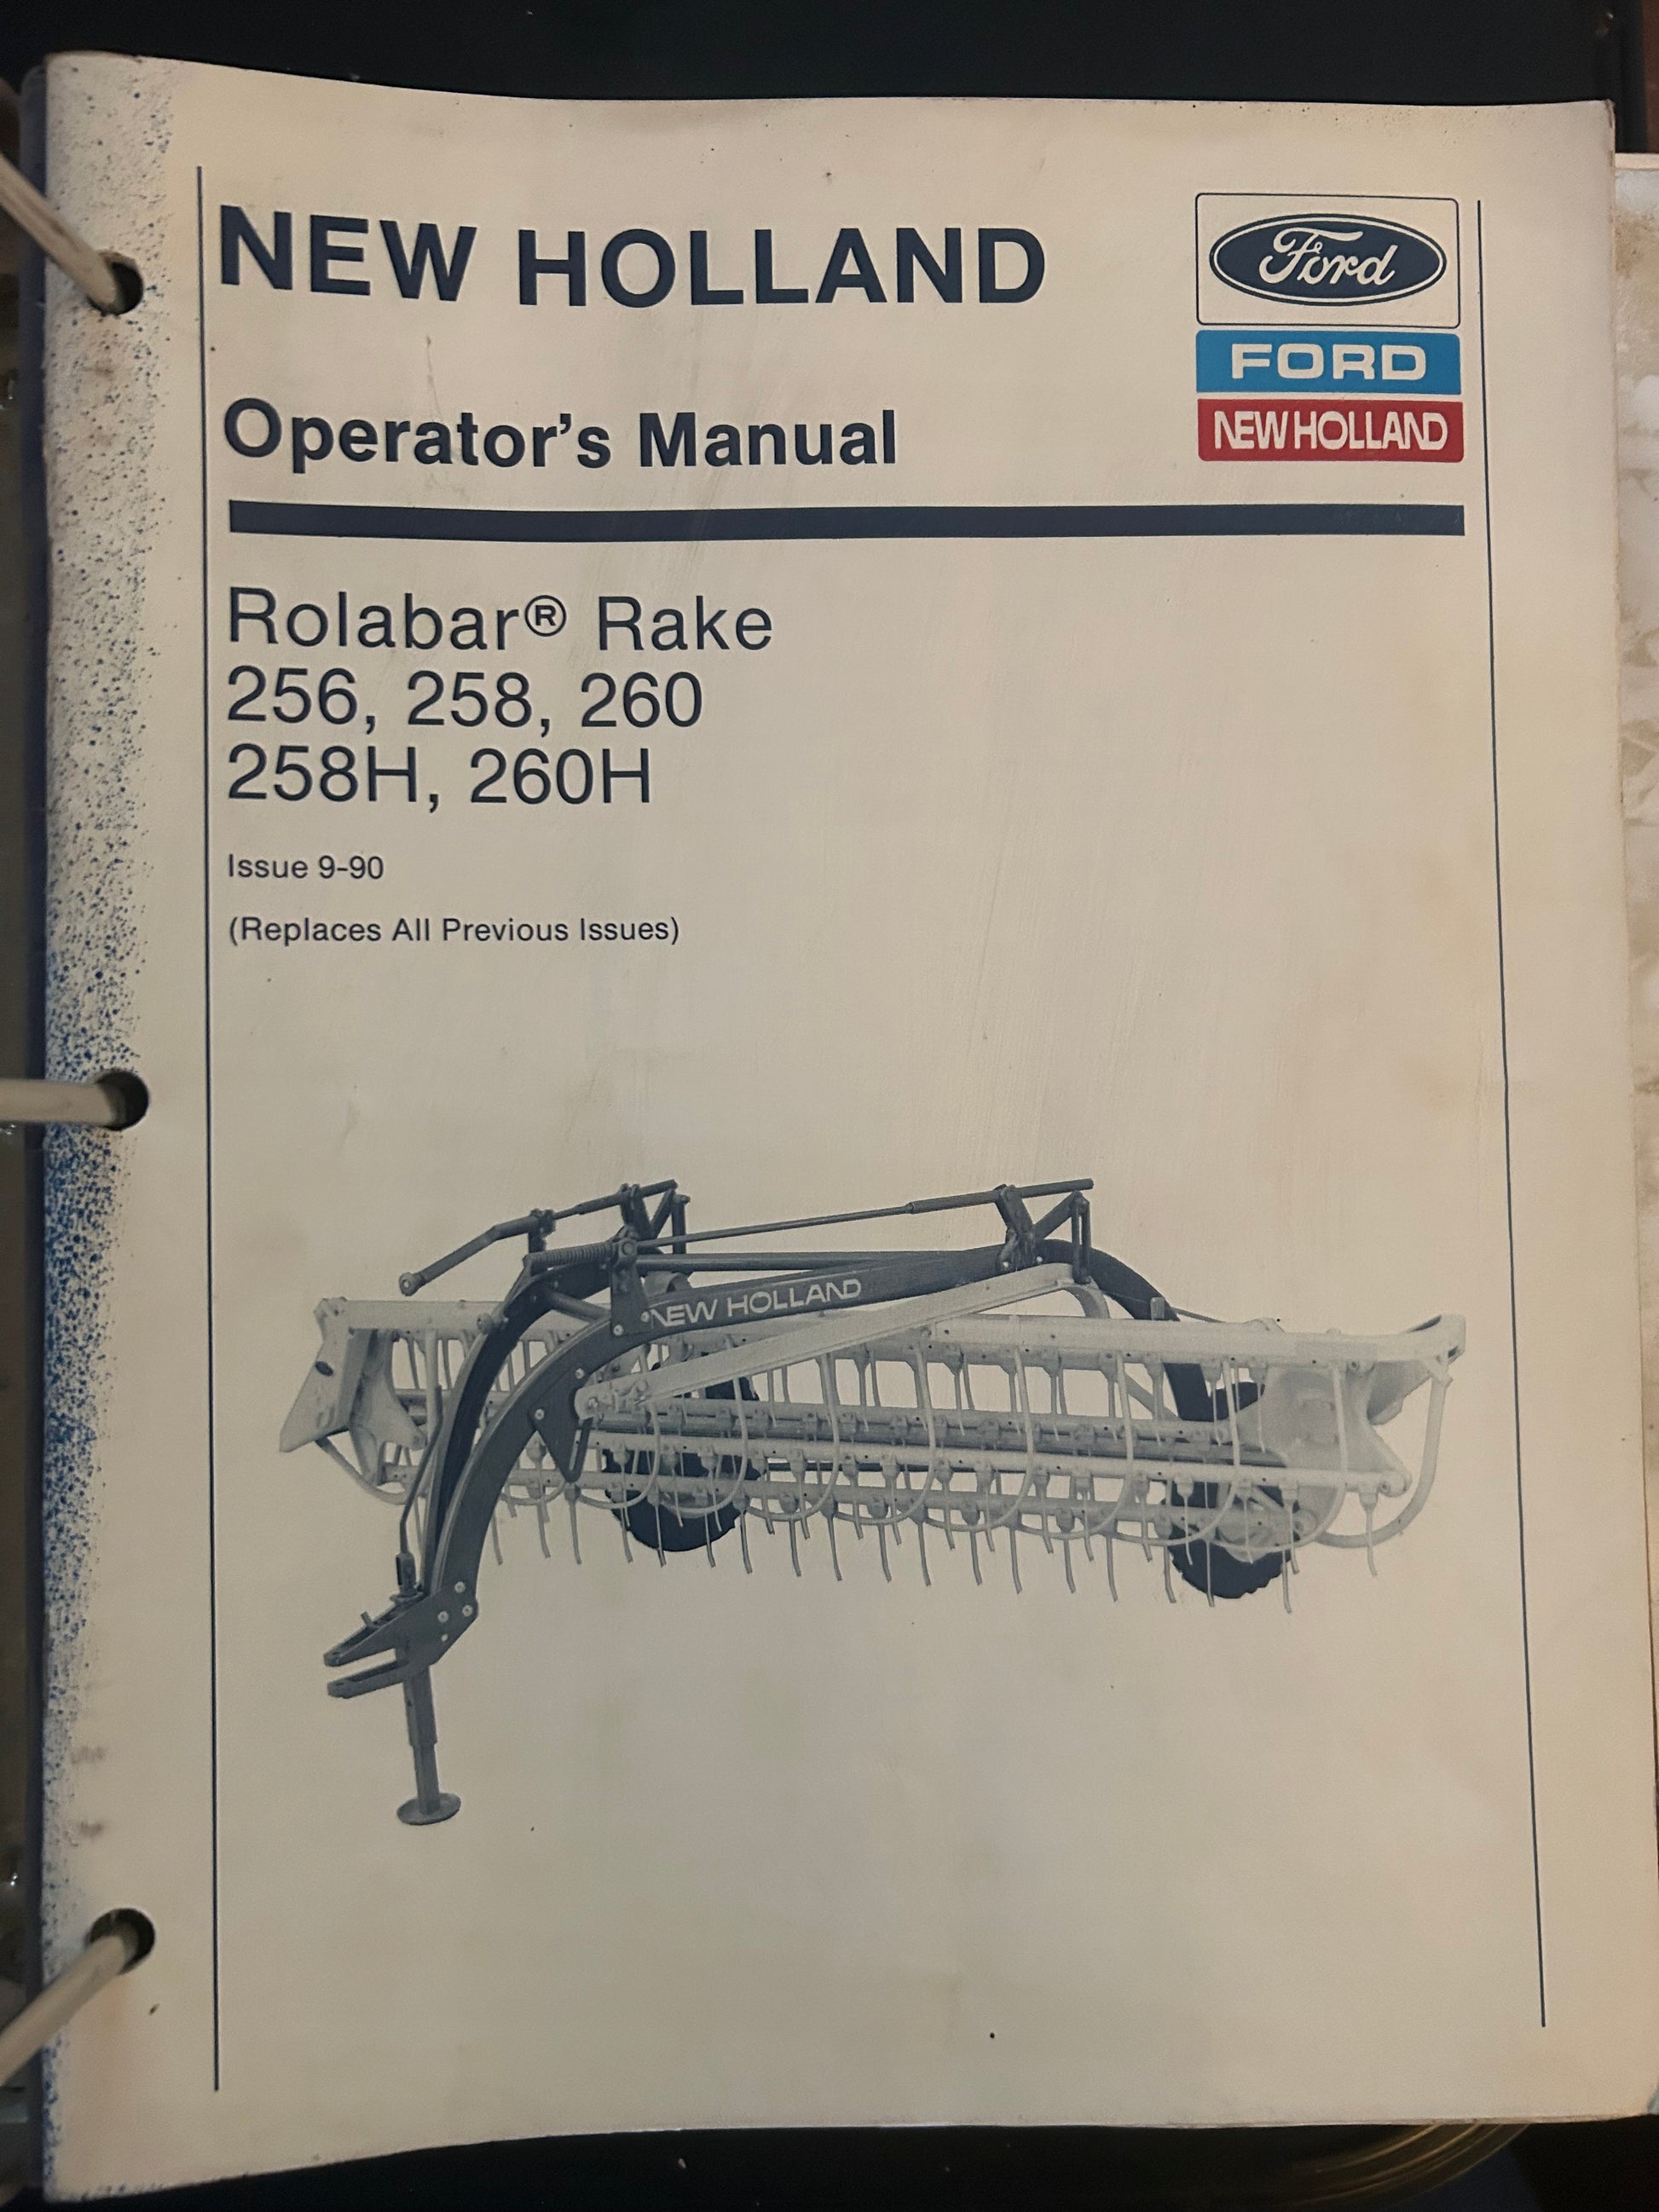 NEW HOLLAND
Ford
FORD
NEW HOLLAND
Operator's Manual
Rolabar® Rake
256, 258, 260
258H, 260H
Issue 9-90
(Replaces All Previous Issues)
NEW HOLLAND